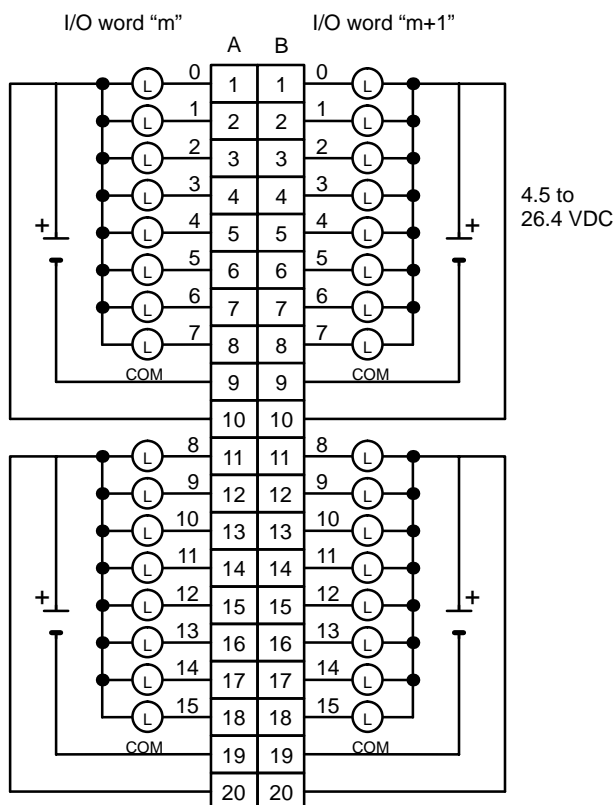 I/O word “m” I/O word “m+1”
A B
0 1 1 0
L L
1 2 2 1
L L
2 3 3 2
L L
3 4 4 3
L L
4.5 to
26.4 VDC
+ 4 5 5 4 +
L L
5 6 6 5
L L
6 7 7 6
L L
7 8 8 7
L L
COM 9 9 COM
10 10
8 11 11 8
L L
9 12 12 9
L L
10 13 13 10
L L
11 14 14 11
L L
+ 12 15 15 12 +
L L
13 16 16 13
L L
14 17 17 14
L L
15 18 18 15
L L
COM 19 19 COM
20 20